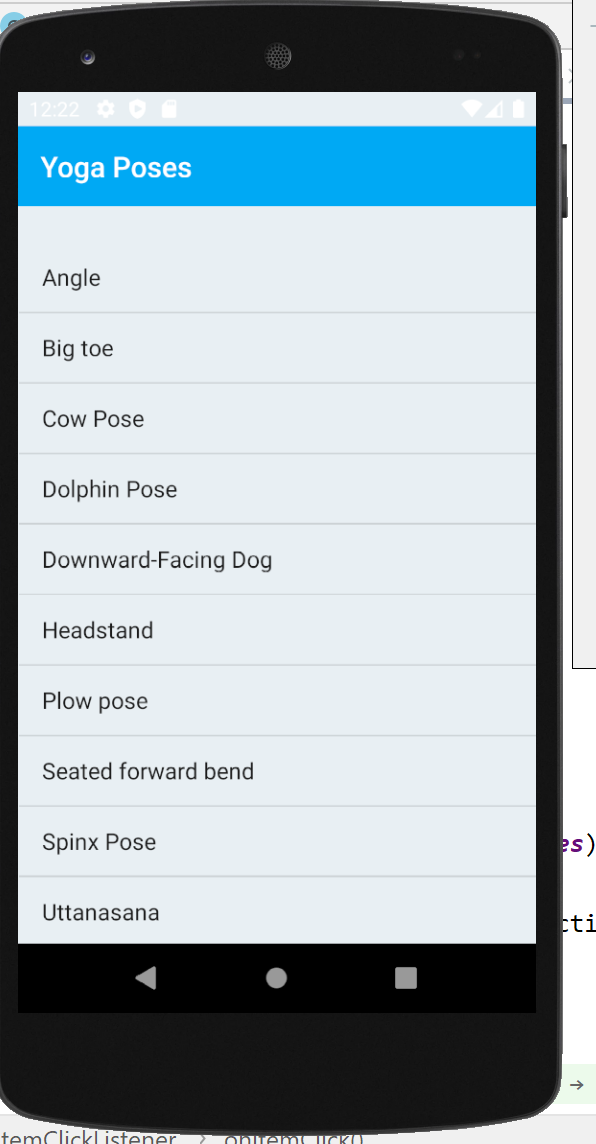 12:22
Yoga Poses
Angle
Big toe
Cow Pose
Dolphin Pose
Downward-Facing Dog
Headstand
Plow pose
Seated forward bend
Spinx Pose
es)
Uttanasana
cti
temClickListener > onItemClick()